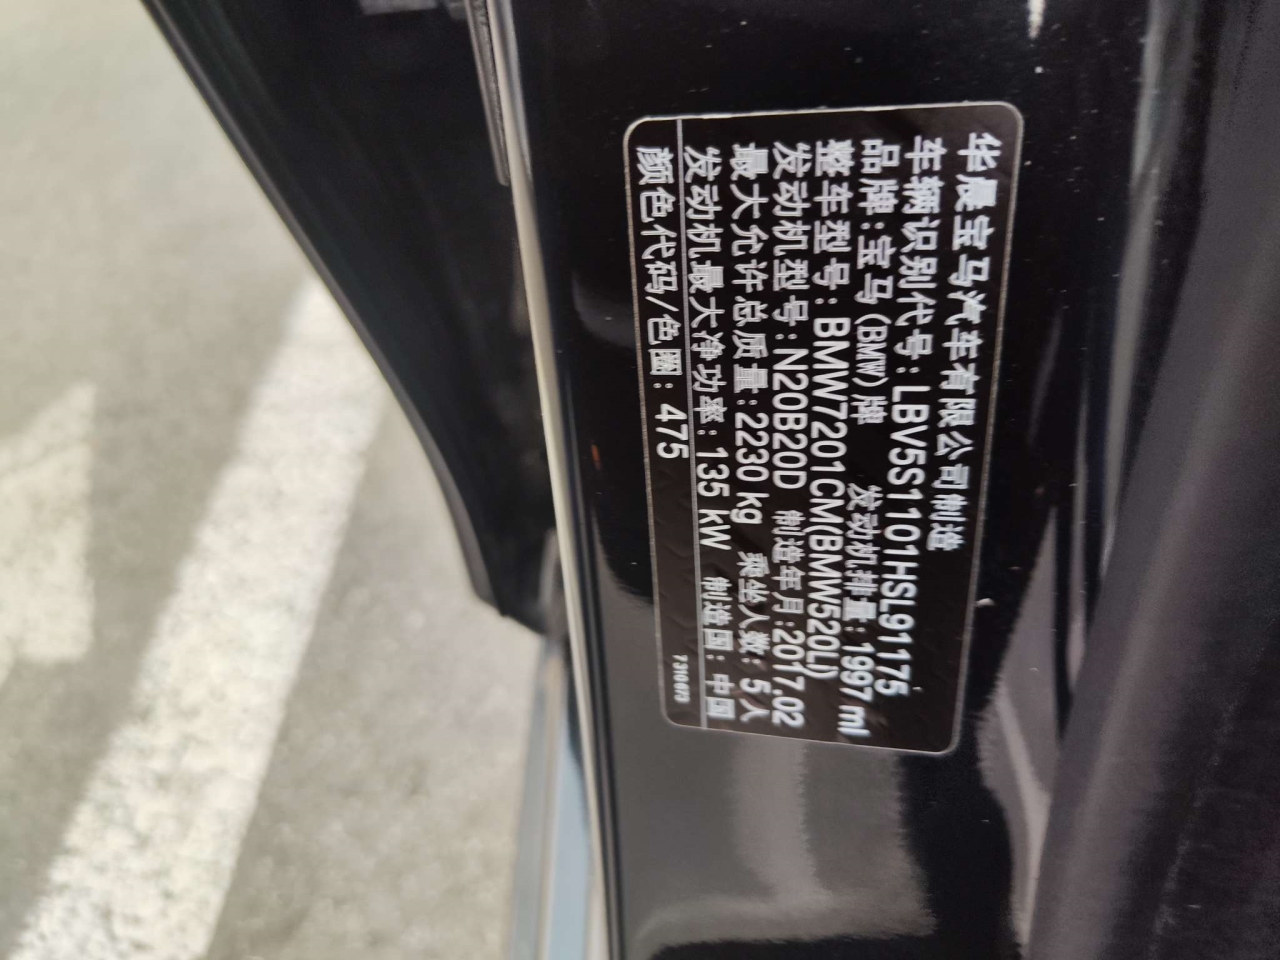 华晨宝马汽车有限公司制造
车辆识别代号: LBV5S1101HSL91175
品牌:宝马(BMW)牌 发动机排量:1997 ml
整车型号: BMW7201CM(BMW520Li)
发动机型号:N20B20D 制造年月:2017.02
最大允许总质量:2230 kg 乘坐人数: 5人
发动机最大净功率: 135 kW 制造国: 中国
颜色代码/色圈: 475 7310673